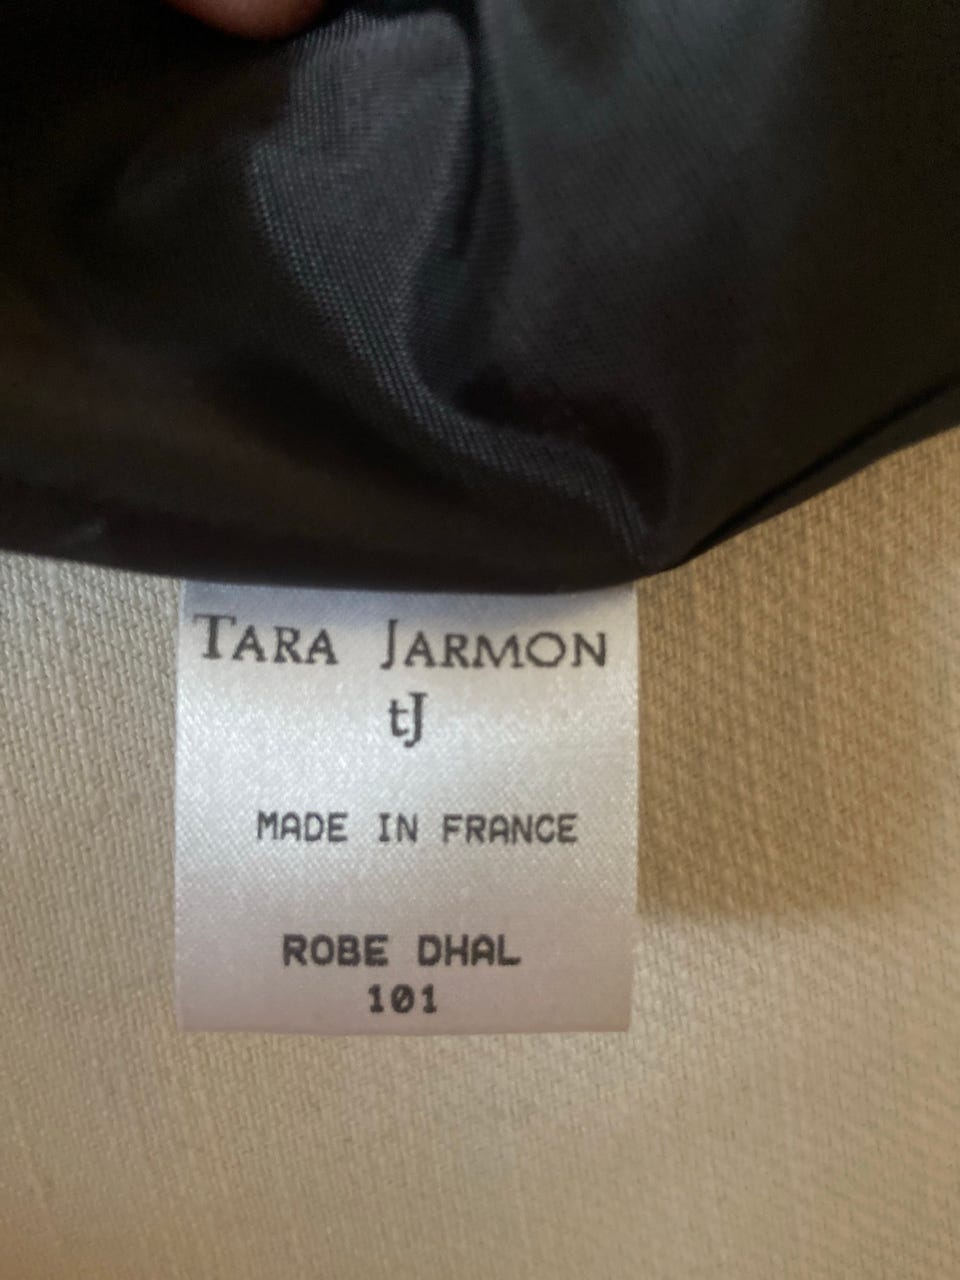 TARA JARMON
tJ
MADE IN FRANCE
ROBE DHAL
101